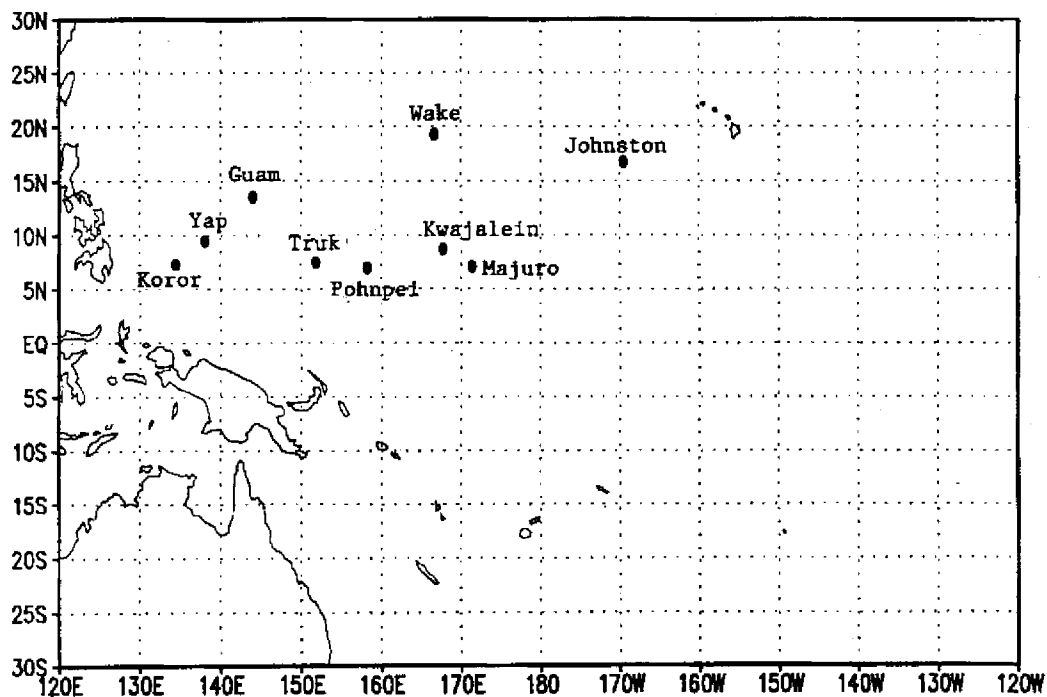 30N
25N
20N
15N
10N
5N
EQ
5S
10S
15S
20S
25S
30S
Wake
Johnston
Guam
Yap
Truk
Kwajalein
Koror
Pohnpei
Majuro
120E 130E 140E 150E 160E 170E 180 170W 160W 150W 140W 130W 120W